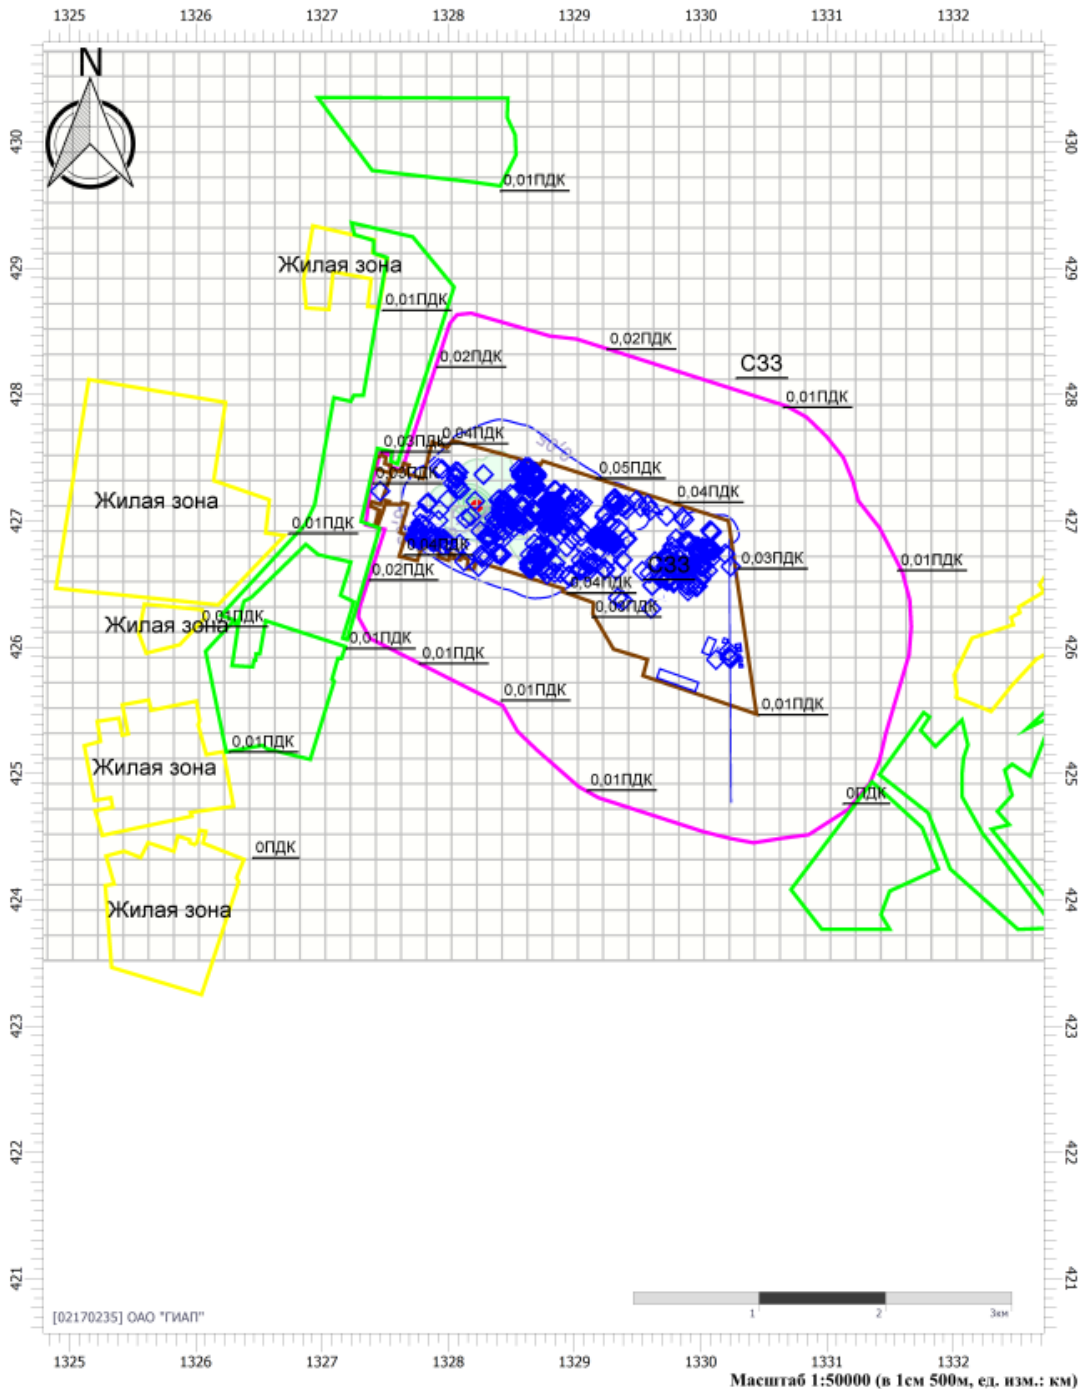 1325 1326 1327 1328 1329 1330 1331 1332
N
430 430
0,01ПДК
429 Жилая зона 429
0,01ПДК
0,02ПДК
0,02ПДК СЗЗ
428 0,01ПДК 428
0,03ПДК 0,04ПДК
0,05
0,05ПДК
Жилая зона 0,04ПДК
427 0,01ПДК 427
0,04ПДК
0,02ПДК СЗЗ 0,03ПДК 0,01ПДК
0,04ПДК
0,01ПДК 0,03ПДК
Жилая зона
426 0,01ПДК 426
0,01ПДК
0,01ПДК
0,01ПДК
0,01ПДК
Жилая зона
425 0,01ПДК 425
0ПДК
0ПДК
424 Жилая зона 424
423 423
422 422
421 421
[02170235] ОАО "ГИАП"
1 2 3км
1325 1326 1327 1328 1329 1330 1331 1332
Масштаб 1:50000 (в 1см 500м, ед. изм.: км)